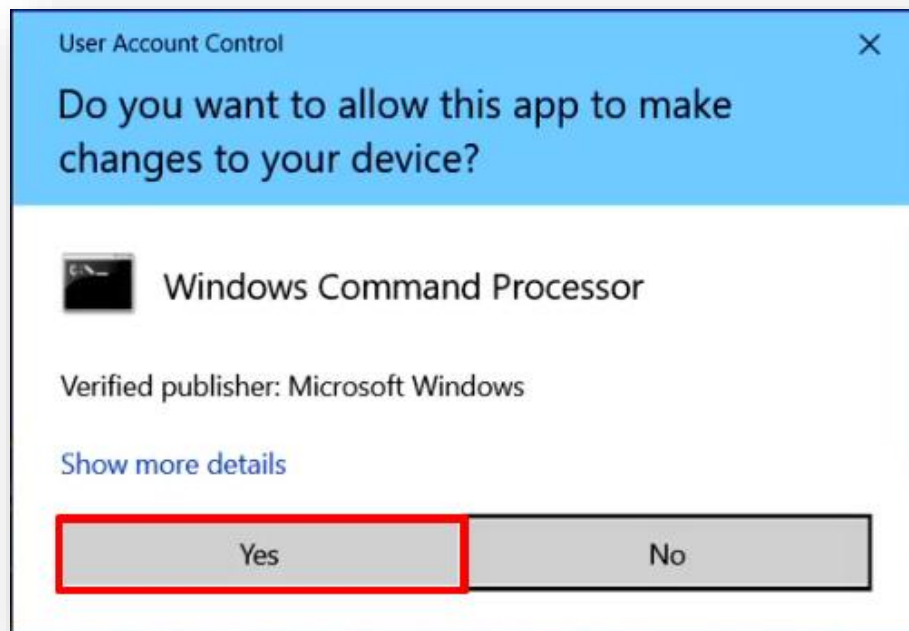 User Account Control
Do you want to allow this app to make
changes to your device?
C:\_
Windows Command Processor
Verified publisher: Microsoft Windows
Show more details
Yes
No